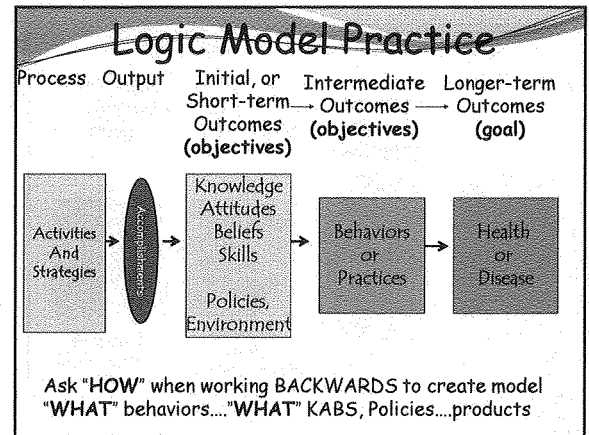 Logic Model Practice
Process
Output
Initial, or
Short-term
Outcomes
(objectives)
Intermediate
Outcomes
(objectives)
Longer-term
Outcomes
(goal)
Activities
And
Strategies
Accomplishments
Knowledge
Attitudes
Beliefs
Skills
Policies,
Environment
Behaviors
or
Practices
Health
or
Disease
Ask "HOW" when working BACKWARDS to create model
"WHAT" behaviors...."WHAT" KABS, Policies....products